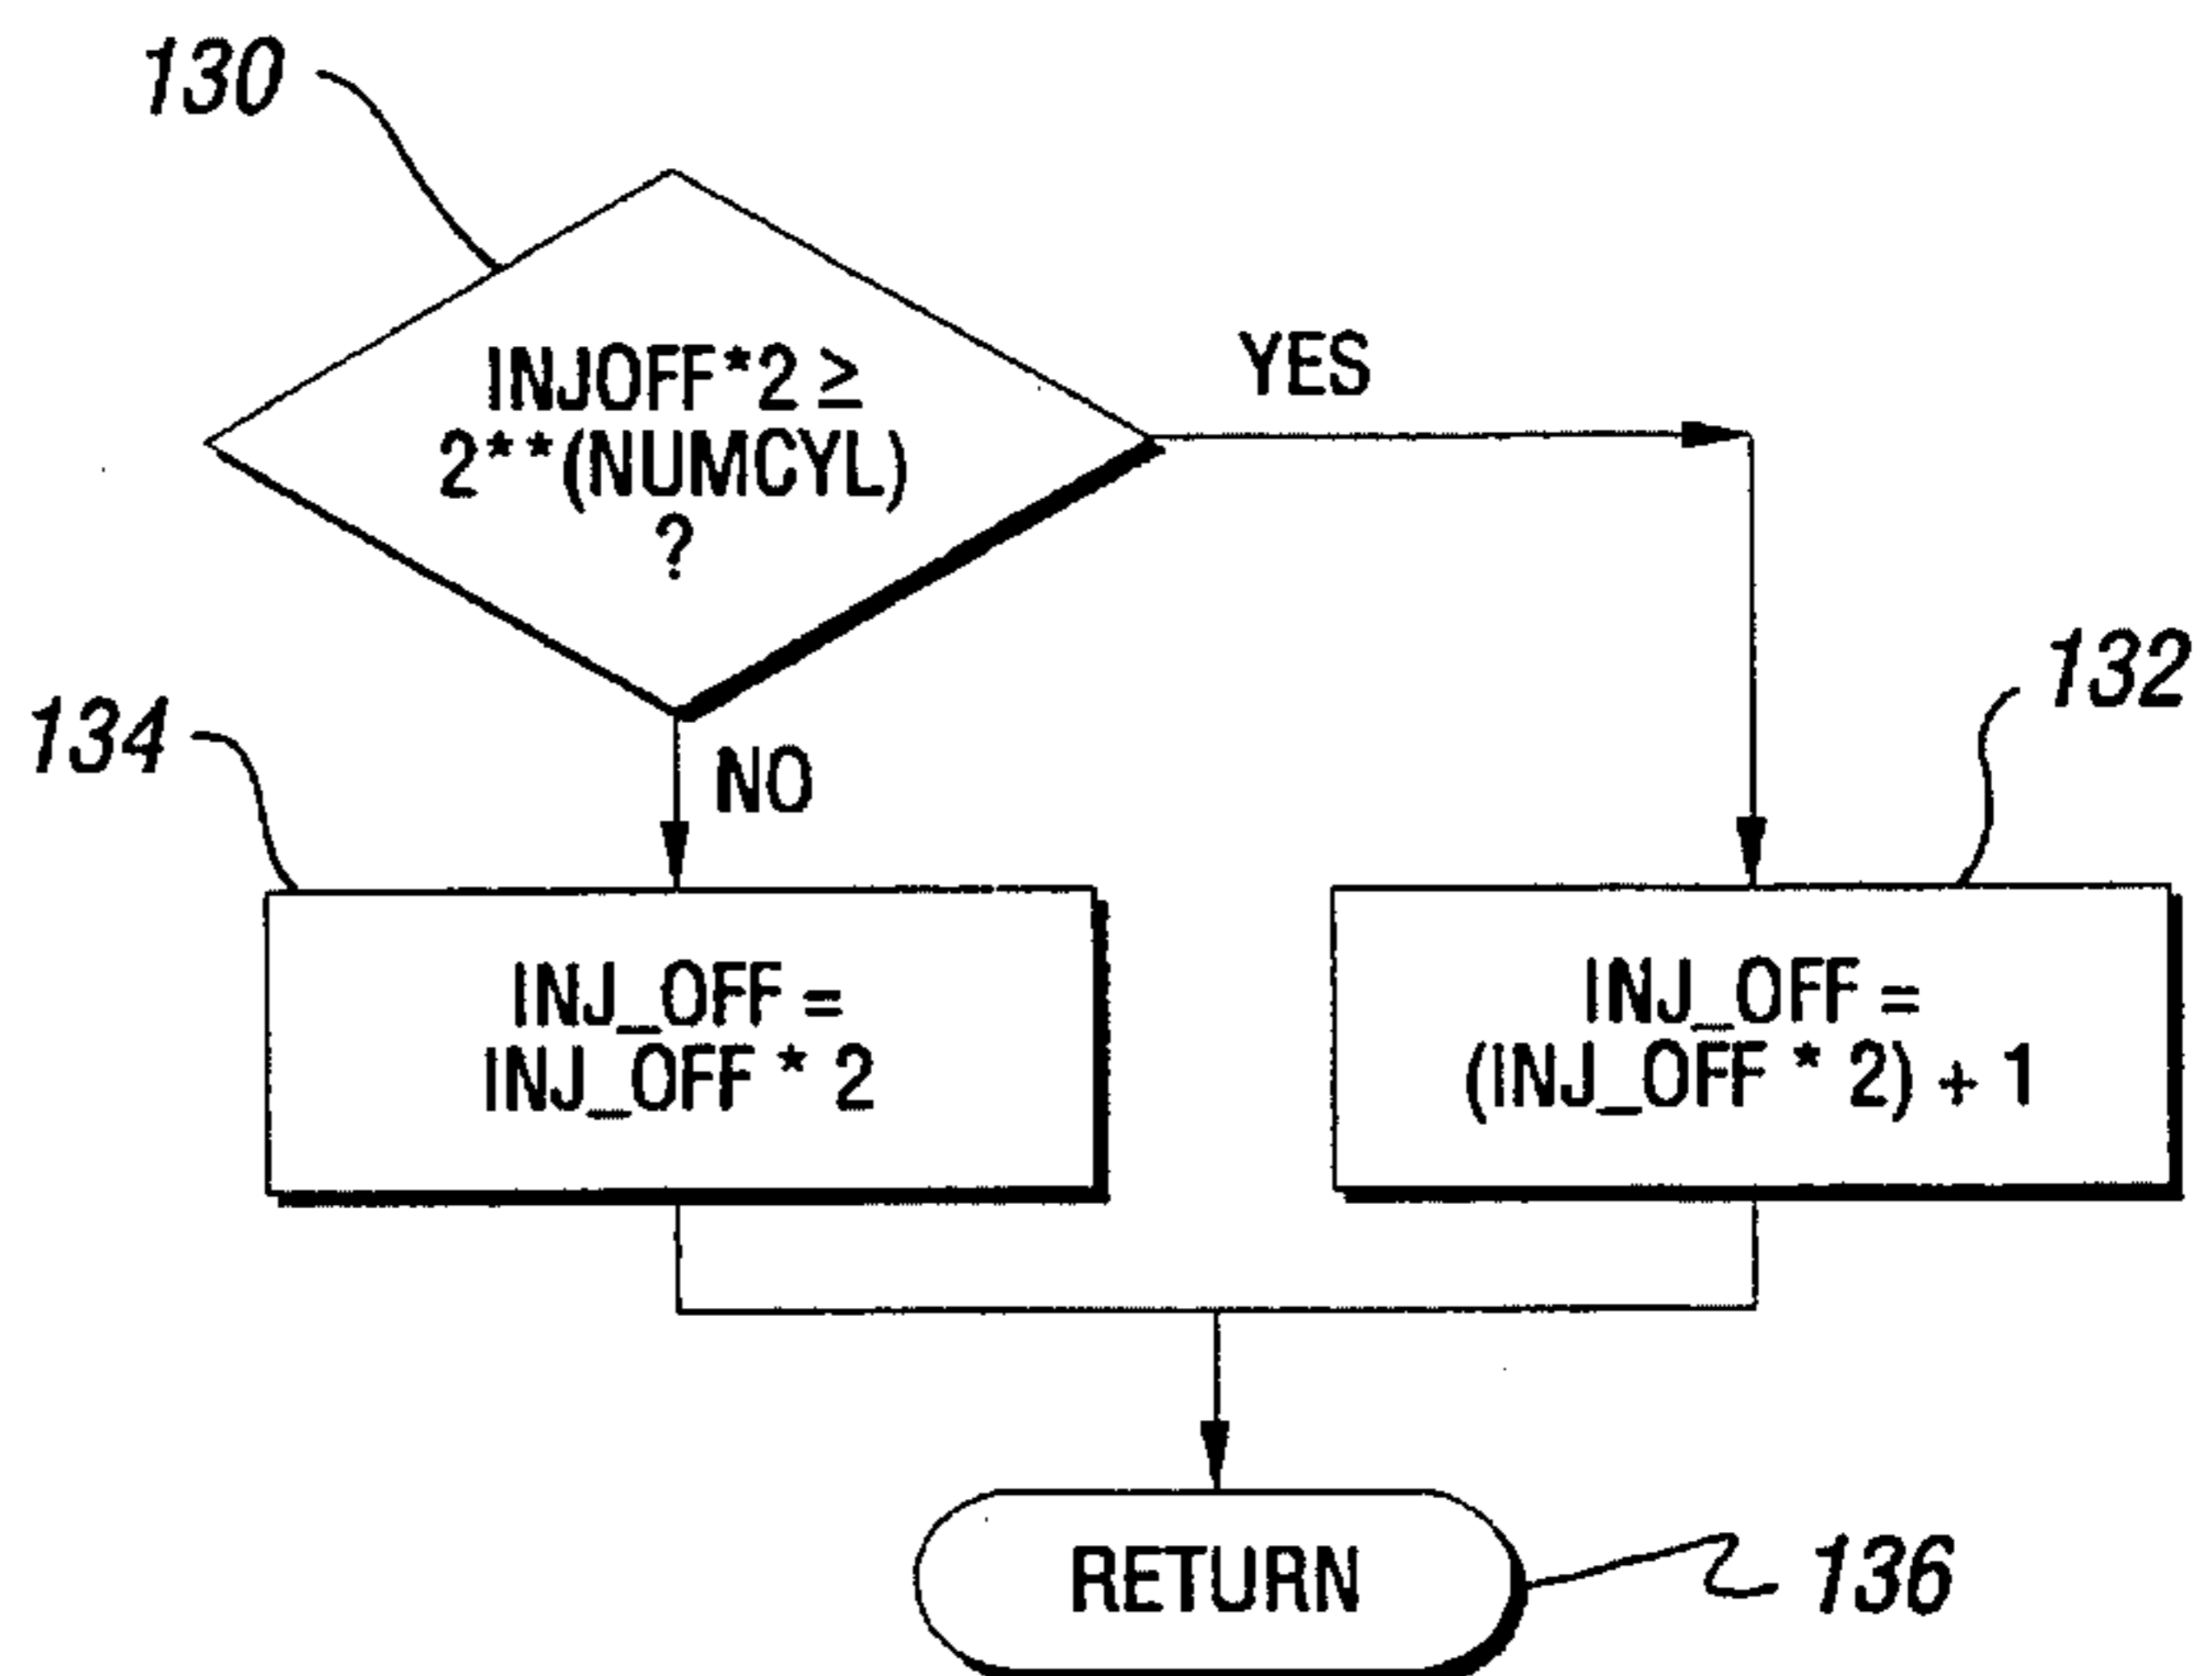 130
INJOFF*2 ≥
2**(NUMCYL)
?
YES
NO
132
134
INJ_OFF =
INJ_OFF * 2
INJ_OFF =
(INJ_OFF * 2) + 1
RETURN
136